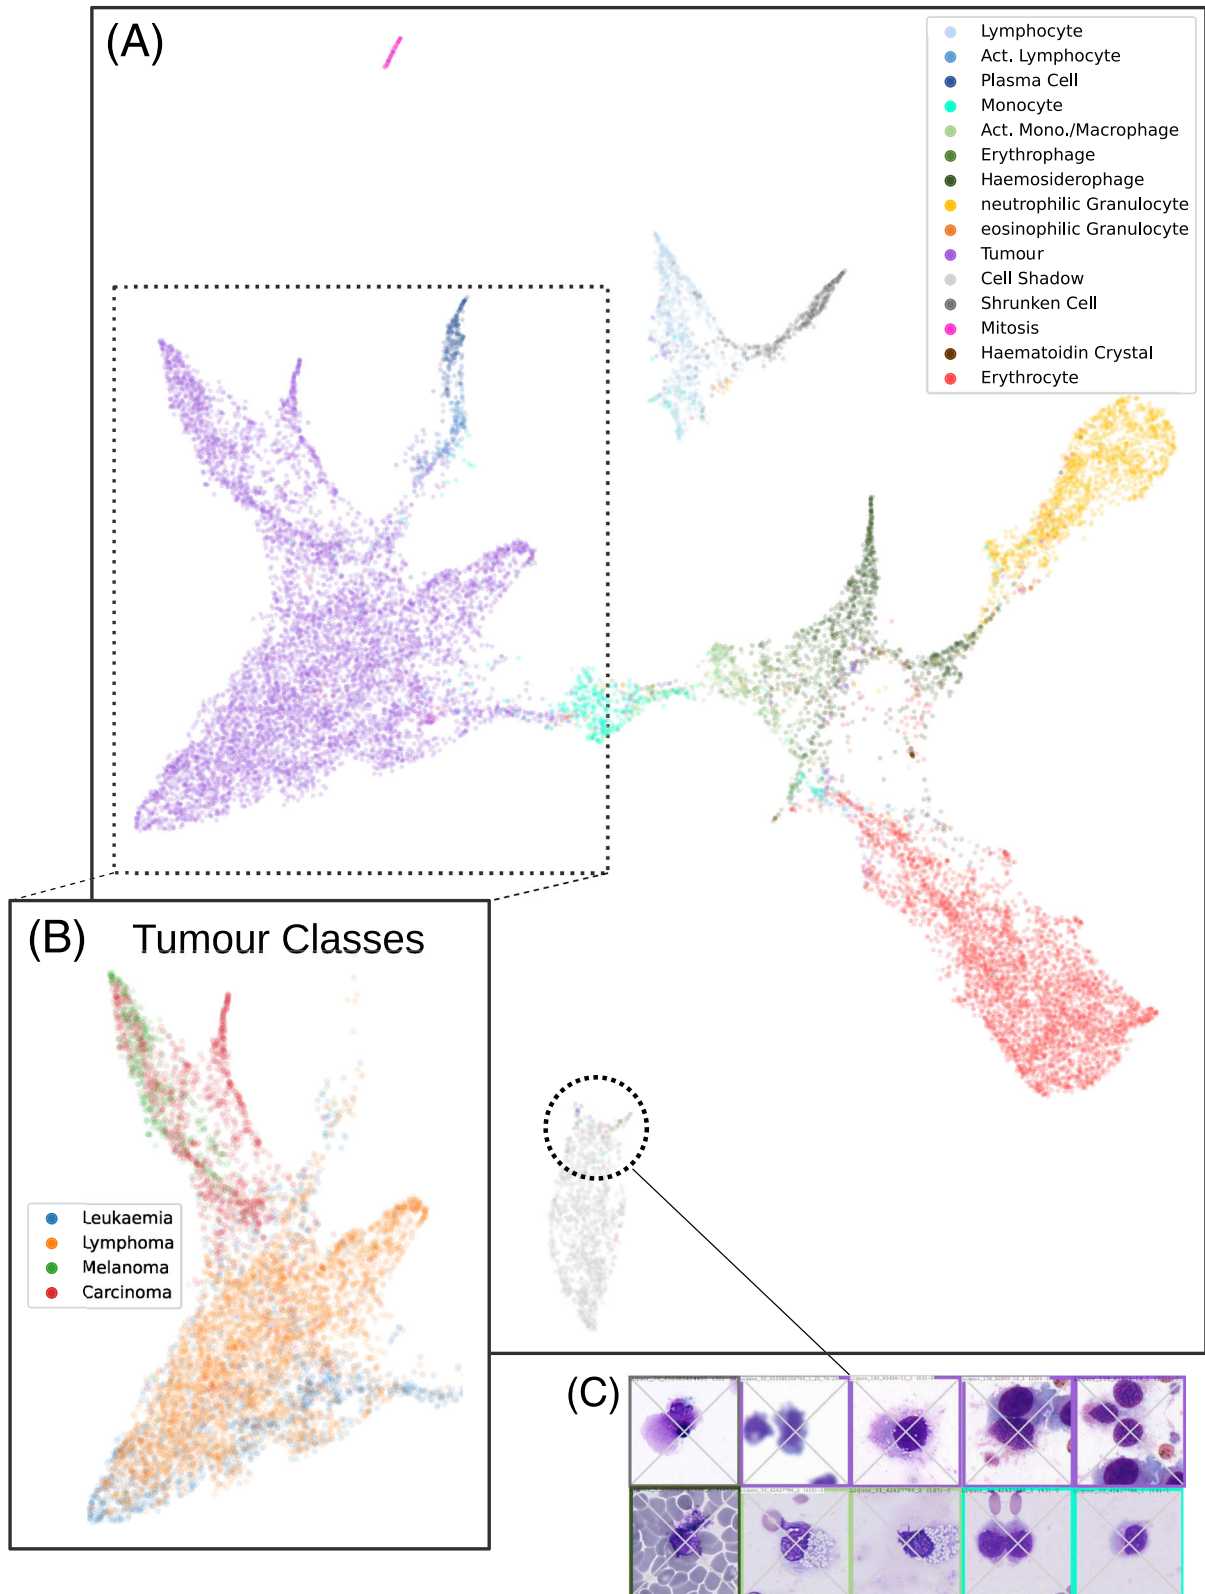 (A)
Lymphocyte
Act. Lymphocyte
Plasma Cell
Monocyte
Act. Mono./Macrophage
Erythrophage
Haemosiderophage
neutrophilic Granulocyte
eosinophilic Granulocyte
Tumour
Cell Shadow
Shrunken Cell
Mitosis
Haematoidin Crystal
Erythrocyte
(B) Tumour Classes
Leukaemia
Lymphoma
Melanoma
Carcinoma
(C)